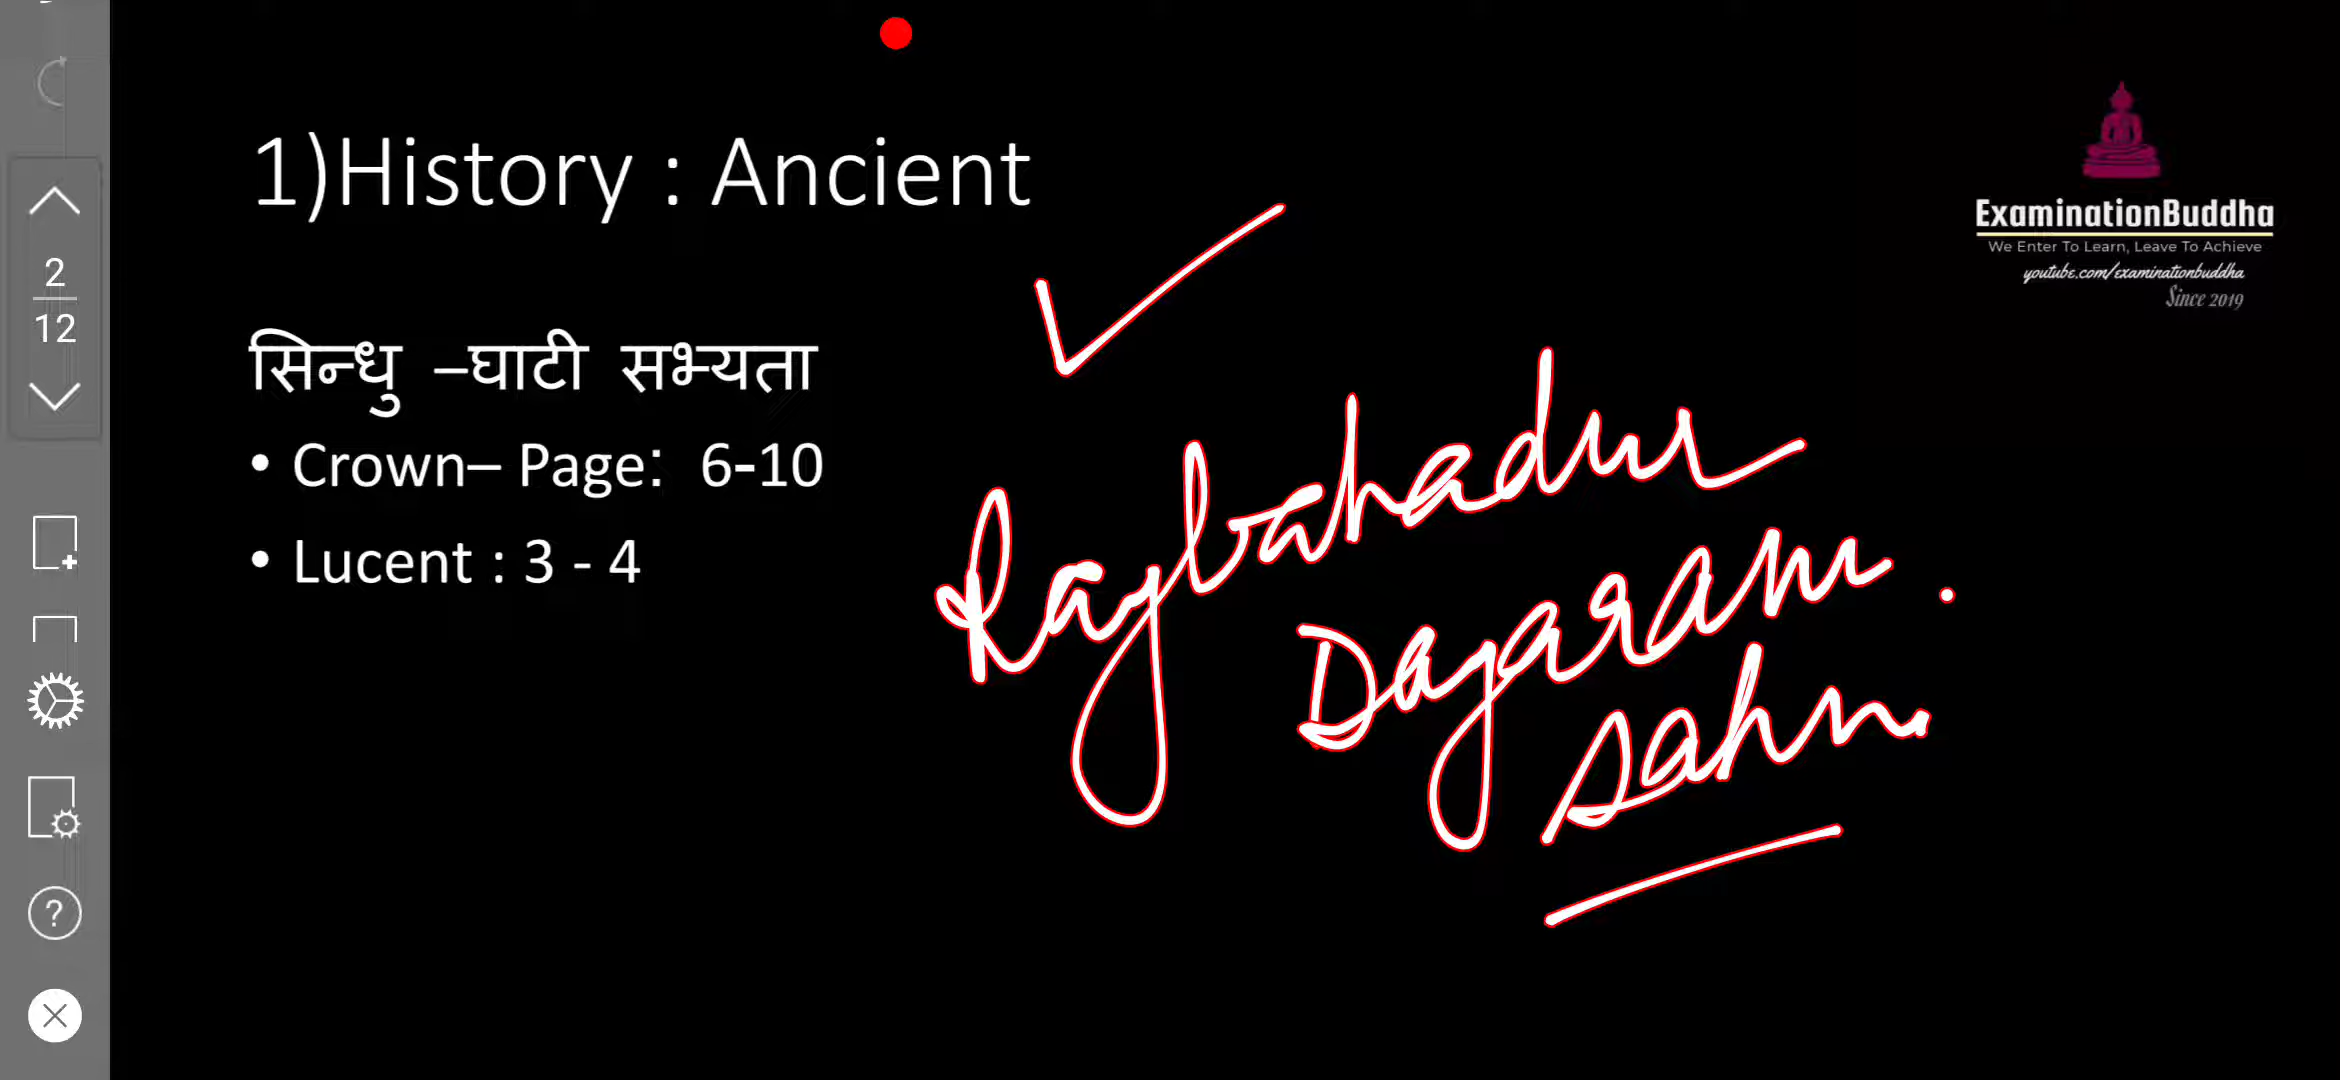 1)History : Ancient
सिन्धु –घाटी सभ्यता
• Crown– Page: 6-10
• Lucent : 3 - 4
Raybahadur
Dayaram.
Sahni
ExaminationBuddha
We Enter To Learn, Leave To Achieve
youtube.com/examinationbuddha
Since 2019
2
12
?